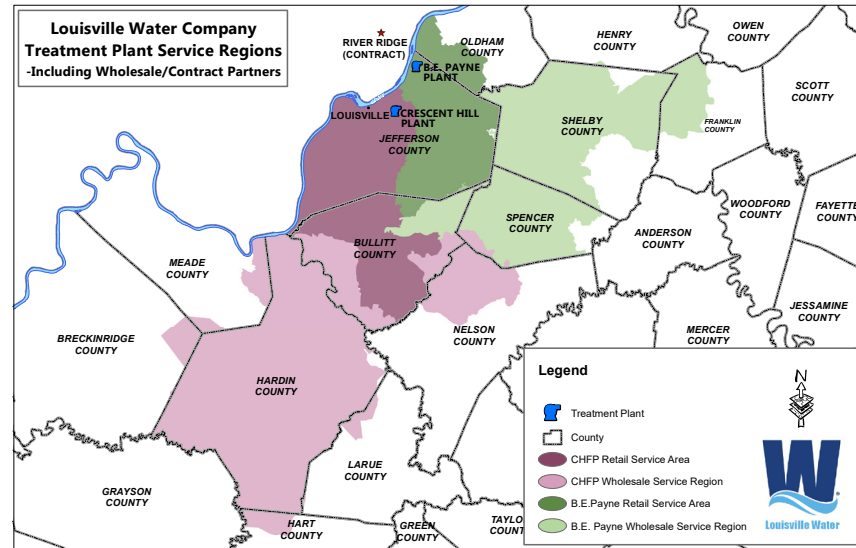 Louisville Water Company
Treatment Plant Service Regions
-Including Wholesale/Contract Partners
RIVER RIDGE
(CONTRACT)
OLDHAM
COUNTY
HENRY
COUNTY
OWEN
COUNTY
B.E. PAYNE
PLANT
SCOTT
COUNTY
LOUISVILLE
CRESCENT HILL
PLANT
JEFFERSON
COUNTY
SHELBY
COUNTY
FRANKLIN
COUNTY
WOODFORD
COUNTY
FAYETTE
COUNTY
SPENCER
COUNTY
ANDERSON
COUNTY
BULLITT
COUNTY
MEADE
COUNTY
JESSAMINE
COUNTY
NELSON
COUNTY
MERCER
COUNTY
BRECKINRIDGE
COUNTY
HARDIN
COUNTY
LARUE
COUNTY
GRAYSON
COUNTY
HART
COUNTY
GREEN
COUNTY
TAYLO
COUNT
Legend
Treatment Plant
County
CHFP Retail Service Area
CHFP Wholesale Service Region
B.E.Payne Retail Service Area
B.E. Payne Wholesale Service Region
N
W
®
Louisville Water